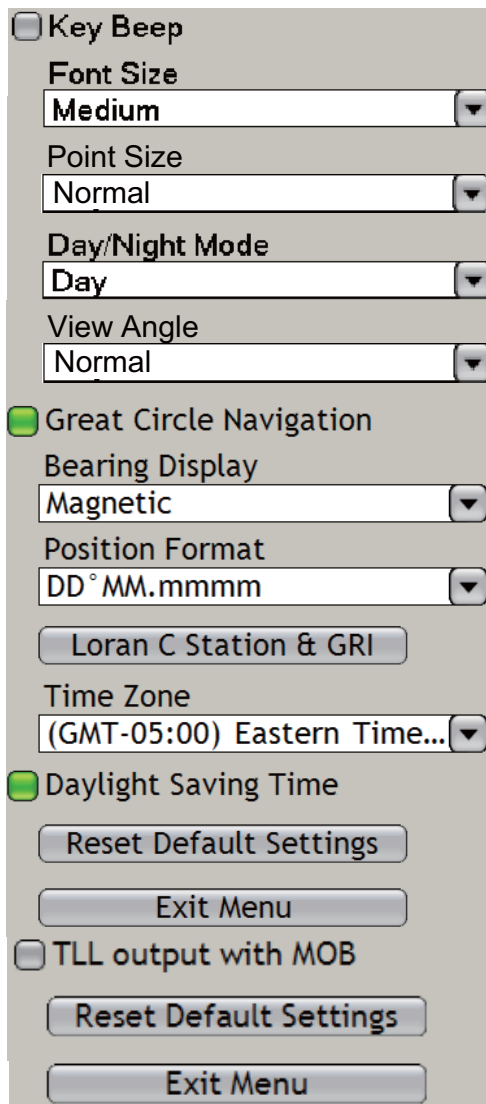 Key Beep
Font Size
Medium
Point Size
Normal
Day/Night Mode
Day
View Angle
Normal
Great Circle Navigation
Bearing Display
Magnetic
Position Format
DD°MM.mmmm
Loran C Station & GRI
Time Zone
(GMT-05:00) Eastern Time...
Daylight Saving Time
Reset Default Settings
Exit Menu
TLL output with MOB
Reset Default Settings
Exit Menu